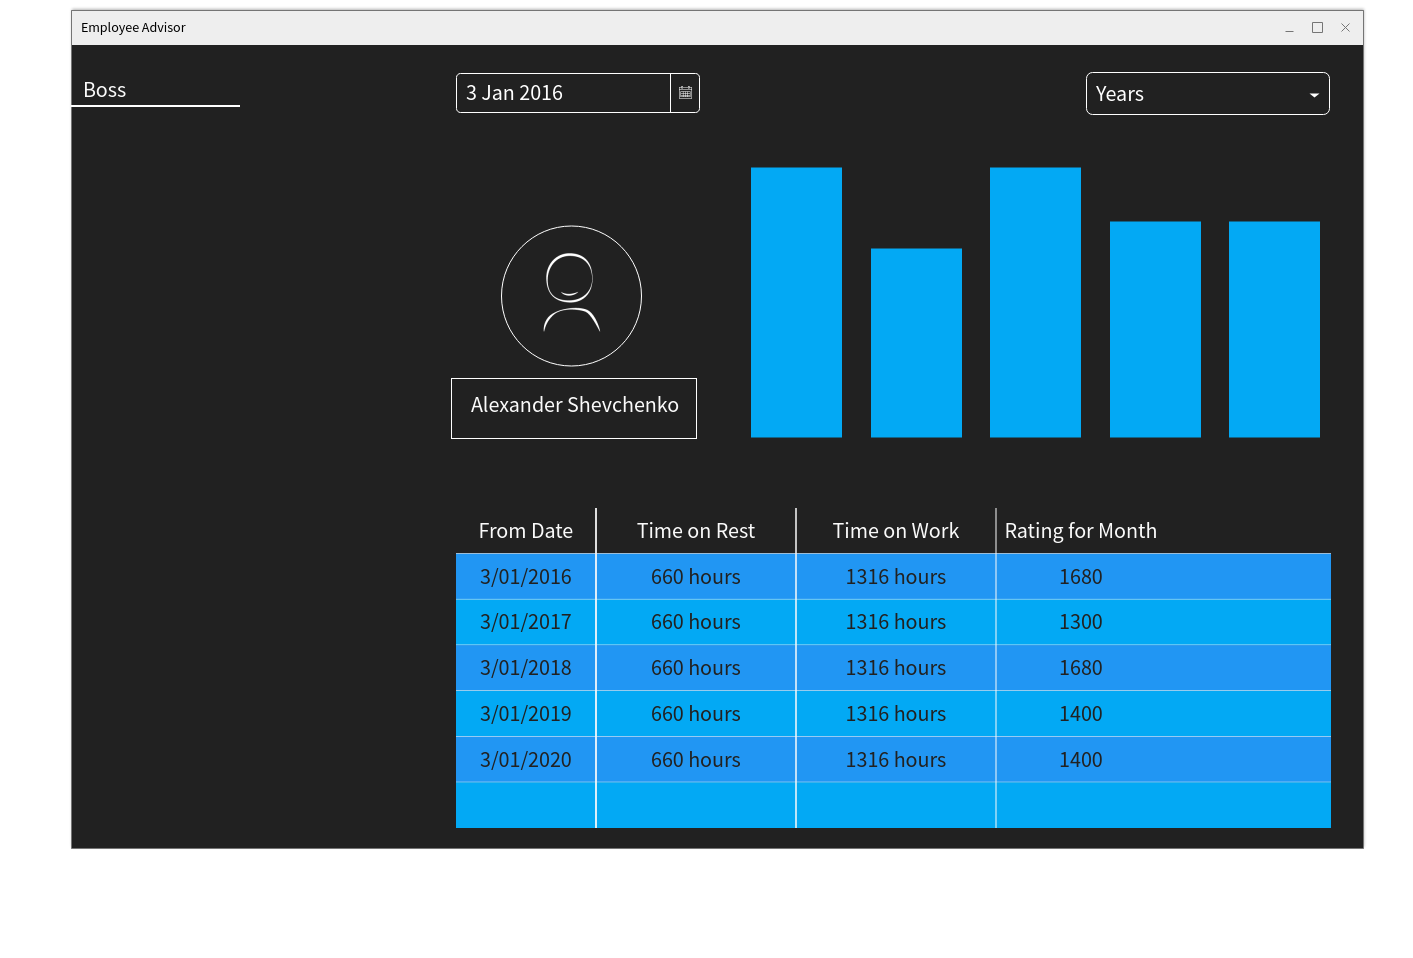 Employee Advisor
Boss
3 Jan 2016
Years
Alexander Shevchenko
From Date Time on Rest Time on Work Rating for Month
3/01/2016 660 hours 1316 hours 1680
3/01/2017 660 hours 1316 hours 1300
3/01/2018 660 hours 1316 hours 1680
3/01/2019 660 hours 1316 hours 1400
3/01/2020 660 hours 1316 hours 1400